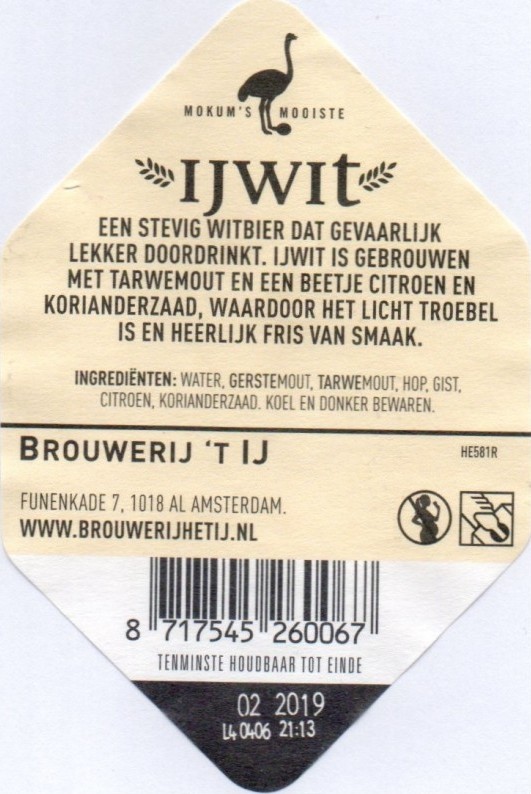 MOKUM'S MOOISTE
IJWIT
EEN STEVIG WITBIER DAT GEVAARLIJK
LEKKER DOORDRINKT. IJWIT IS GEBROUWEN
MET TARWEMOUT EN EEN BEETJE CITROEN EN
KORIANDERZAAD, WAARDOOR HET LICHT TROEBEL
IS EN HEERLIJK FRIS VAN SMAAK.
INGREDIËNTEN: WATER, GERSTEMOUT, TARWEMOUT, HOP, GIST,
CITROEN, KORIANDERZAAD. KOEL EN DONKER BEWAREN.
BROUWERIJ 'T IJ
HE581R
FUNENKADE 7, 1018 AL AMSTERDAM.
WWW.BROUWERIJHETIJ.NL
8 717545 260067
TENMINSTE HOUDBAAR TOT EINDE
02 2019
L4 0406 21:13